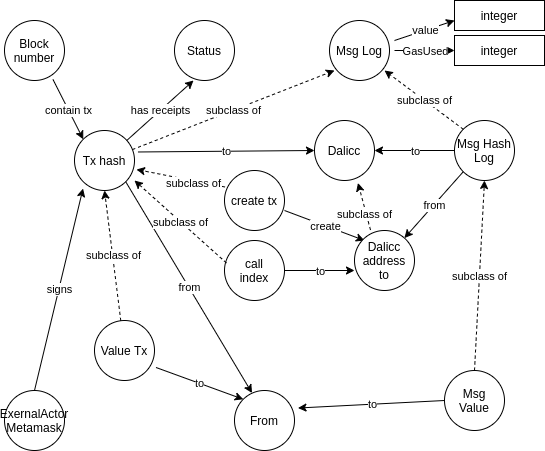 integer
value
Block
number
Status
Msg Log
GasUsed
integer
contain tx
has receipts
subclass of
subclass of
Tx hash
to
Dalicc
to
Msg Hash
Log
subclass of
create tx
from
subclass of
create
subclass of
Dalicc
address
to
call
index
to
subclass of
subclass of
signs
from
Value Tx
to
ExernalActor
Metamask
From
to
Msg
Value